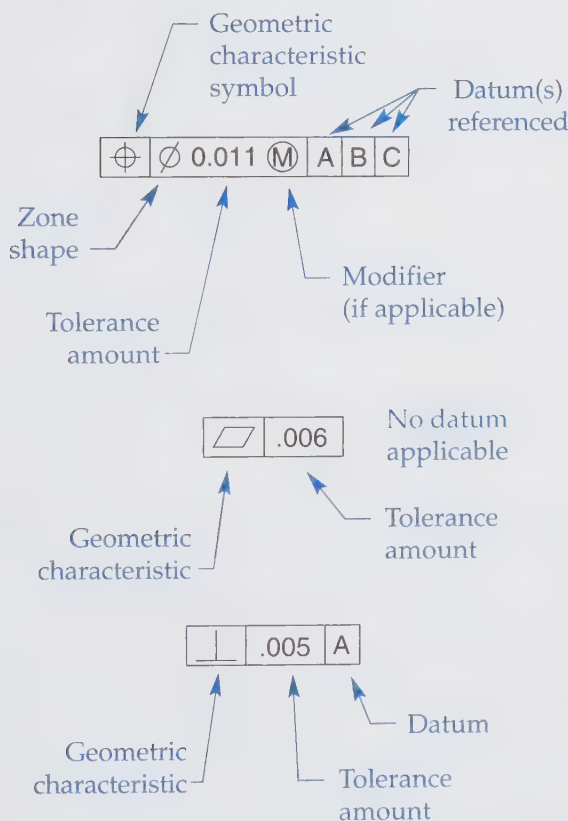 Geometric
characteristic
symbol
Datum(s)
referenced
⌖ ∅ 0.011 Ⓜ A B C
Zone
shape
Modifier
(if applicable)
Tolerance
amount
⏥ .006
No datum
applicable
Geometric
characteristic
Tolerance
amount
⟂ .005 A
Datum
Geometric
characteristic
Tolerance
amount